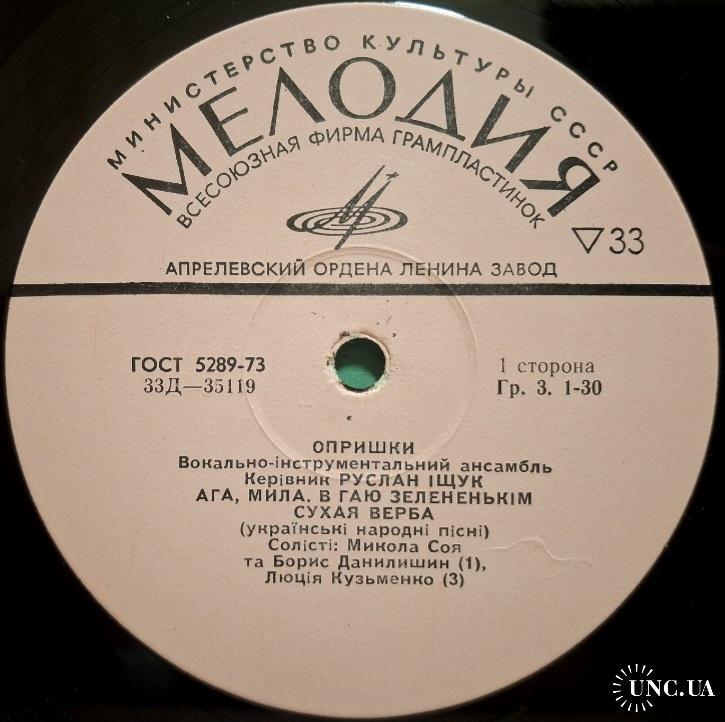 МИНИСТЕРСТВО КУЛЬТУРЫ СССР
МЕЛОДИЯ
ВСЕСОЮЗНАЯ ФИРМА ГРАМПЛАСТИНОК
▽33
АПРЕЛЕВСКИЙ ОРДЕНА ЛЕНИНА ЗАВОД
ГОСТ 5289-73
33Д—35119
1 сторона
Гр. 3. 1-30
ОПРИШКИ
Вокально-інструментальний ансамбль
Керівник РУСЛАН ІЩУК
АГА, МИЛА. В ГАЮ ЗЕЛЕНЕНЬКІМ
СУХАЯ ВЕРБА
(українські народні пісні)
Солісті: Микола Соя
та Борис Данилишин (1),
Люція Кузьменко (3)
UNC.UA